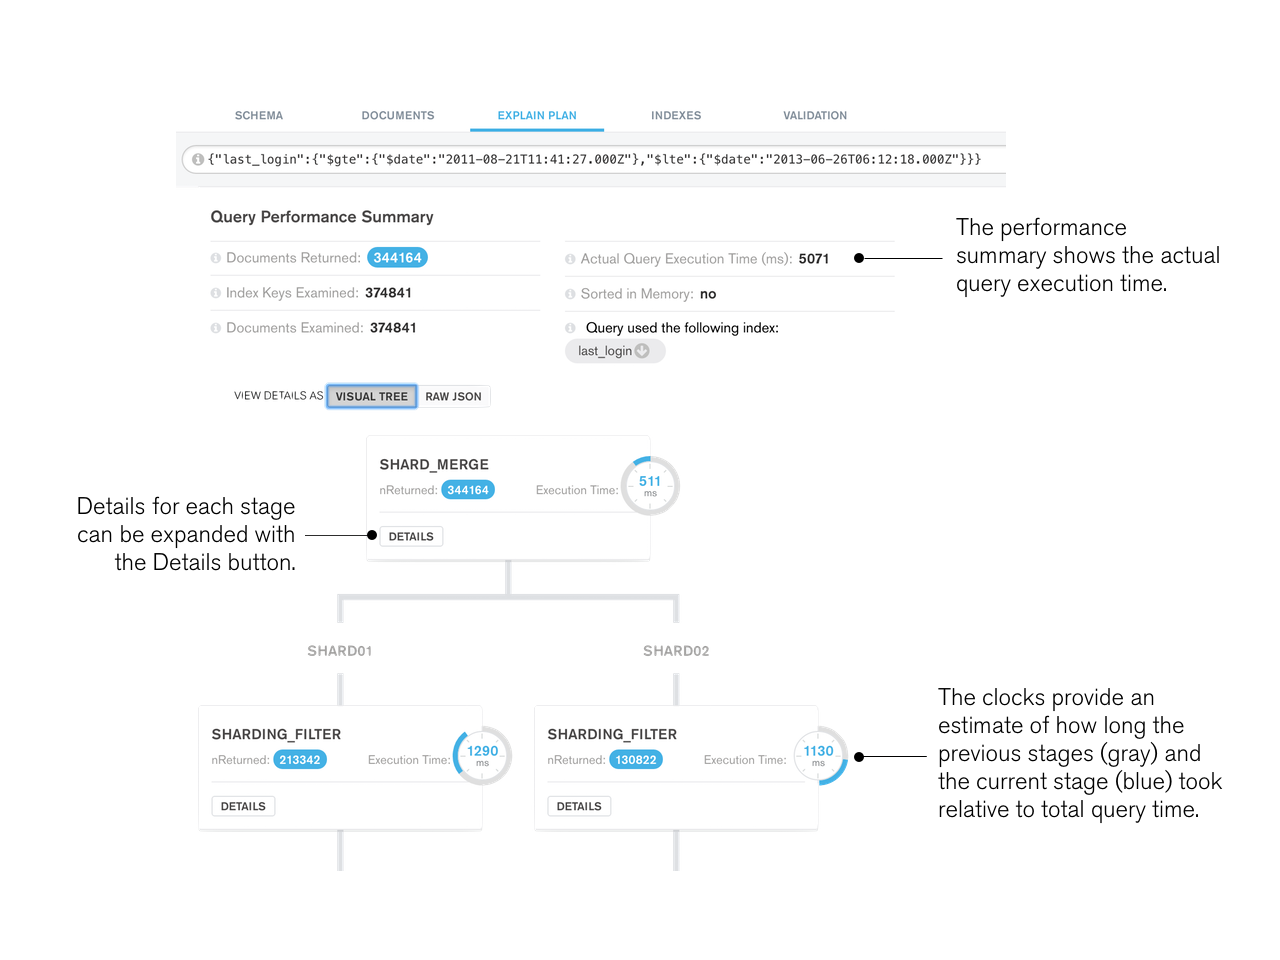 SCHEMA DOCUMENTS EXPLAIN PLAN INDEXES VALIDATION
{"last_login":{"$gte":{"$date":"2011-08-21T11:41:27.000Z"},"$lte":{"$date":"2013-06-26T06:12:18.000Z"}}}
Query Performance Summary
Documents Returned: 344164
Index Keys Examined: 374841
Documents Examined: 374841
Actual Query Execution Time (ms): 5071
Sorted in Memory: no
Query used the following index:
last_login
The performance
summary shows the actual
query execution time.
VIEW DETAILS AS VISUAL TREE RAW JSON
SHARD_MERGE
nReturned: 344164 Execution Time: 511 ms
DETAILS
Details for each stage
can be expanded with
the Details button.
SHARD01 SHARD02
SHARDING_FILTER
nReturned: 213342 Execution Time: 1290 ms
DETAILS
SHARDING_FILTER
nReturned: 130822 Execution Time: 1130 ms
DETAILS
The clocks provide an
estimate of how long the
previous stages (gray) and
the current stage (blue) took
relative to total query time.